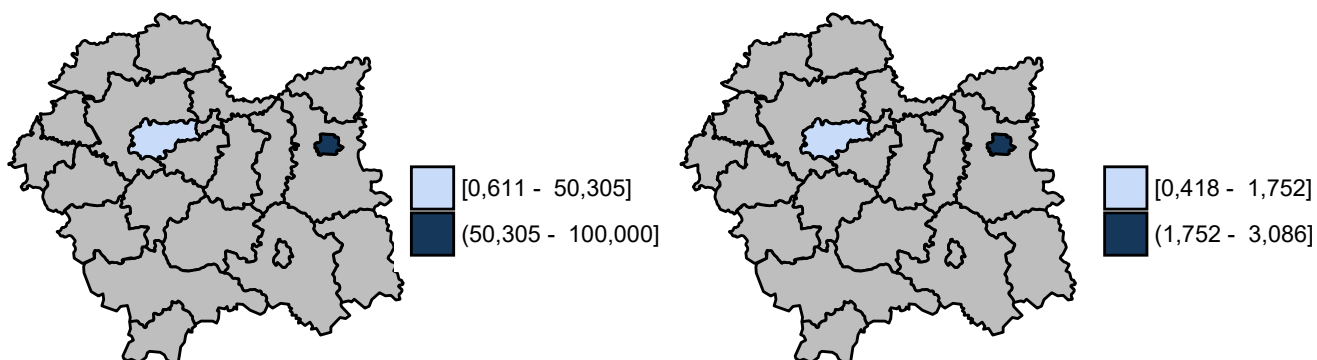 [0,611 - 50,305]
(50,305 - 100,000]
[0,418 - 1,752]
(1,752 - 3,086]